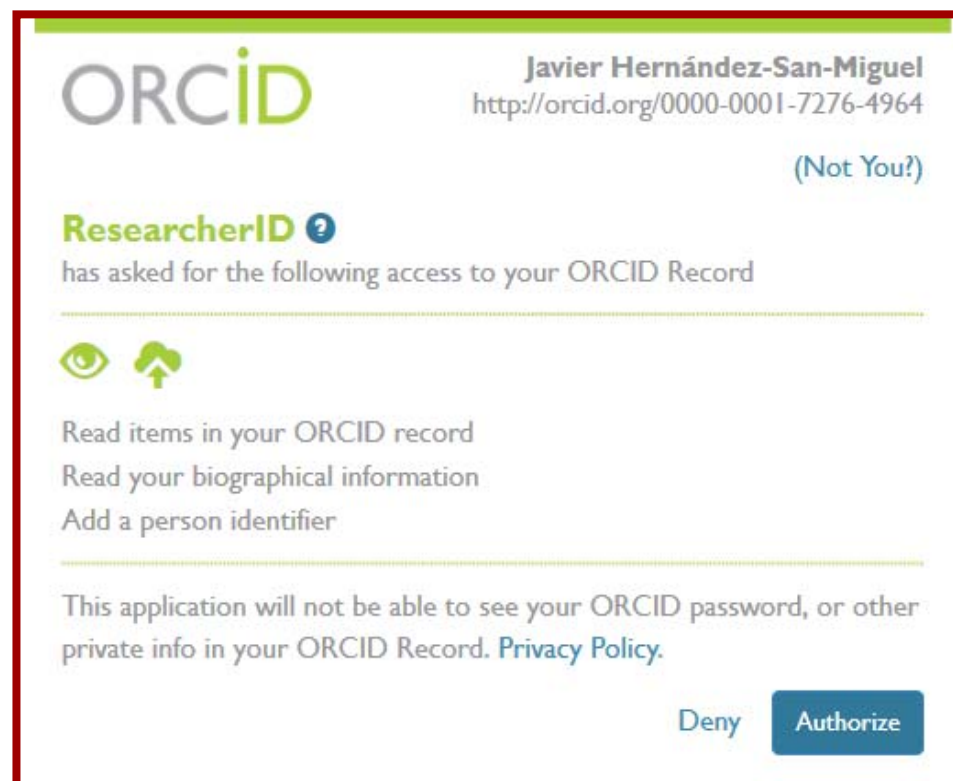 ORCiD
Javier Hernández-San-Miguel
http://orcid.org/0000-0001-7276-4964
(Not You?)
ResearcherID ?
has asked for the following access to your ORCID Record
Read items in your ORCID record
Read your biographical information
Add a person identifier
This application will not be able to see your ORCID password, or other
private info in your ORCID Record. Privacy Policy.
Deny Authorize